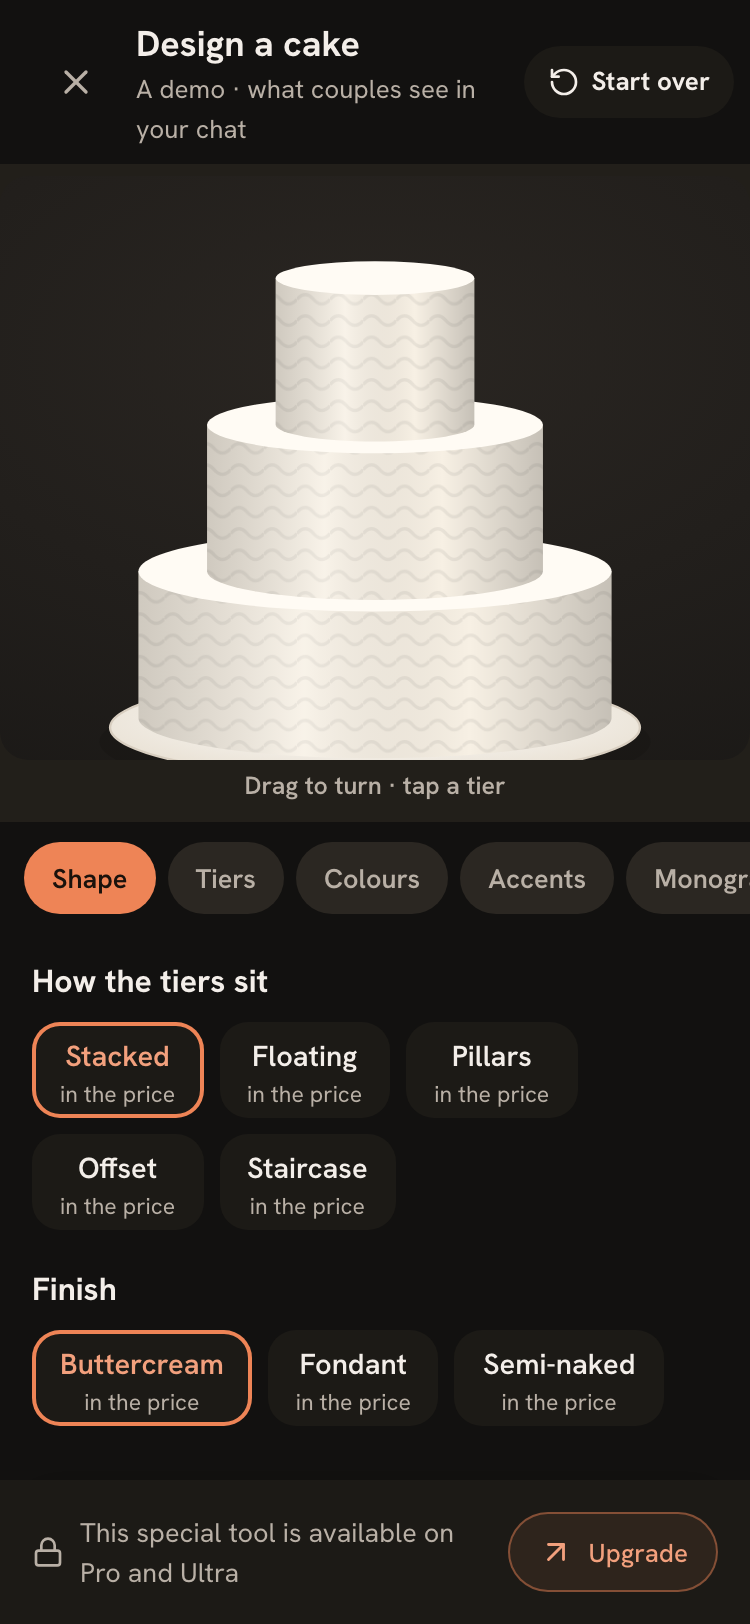 Design a cake
A demo · what couples see in
your chat
Start over
Drag to turn · tap a tier
Shape
Tiers
Colours
Accents
Monogr
How the tiers sit
Stacked
in the price
Floating
in the price
Pillars
in the price
Offset
in the price
Staircase
in the price
Finish
Buttercream
in the price
Fondant
in the price
Semi-naked
in the price
This special tool is available on
Pro and Ultra
Upgrade